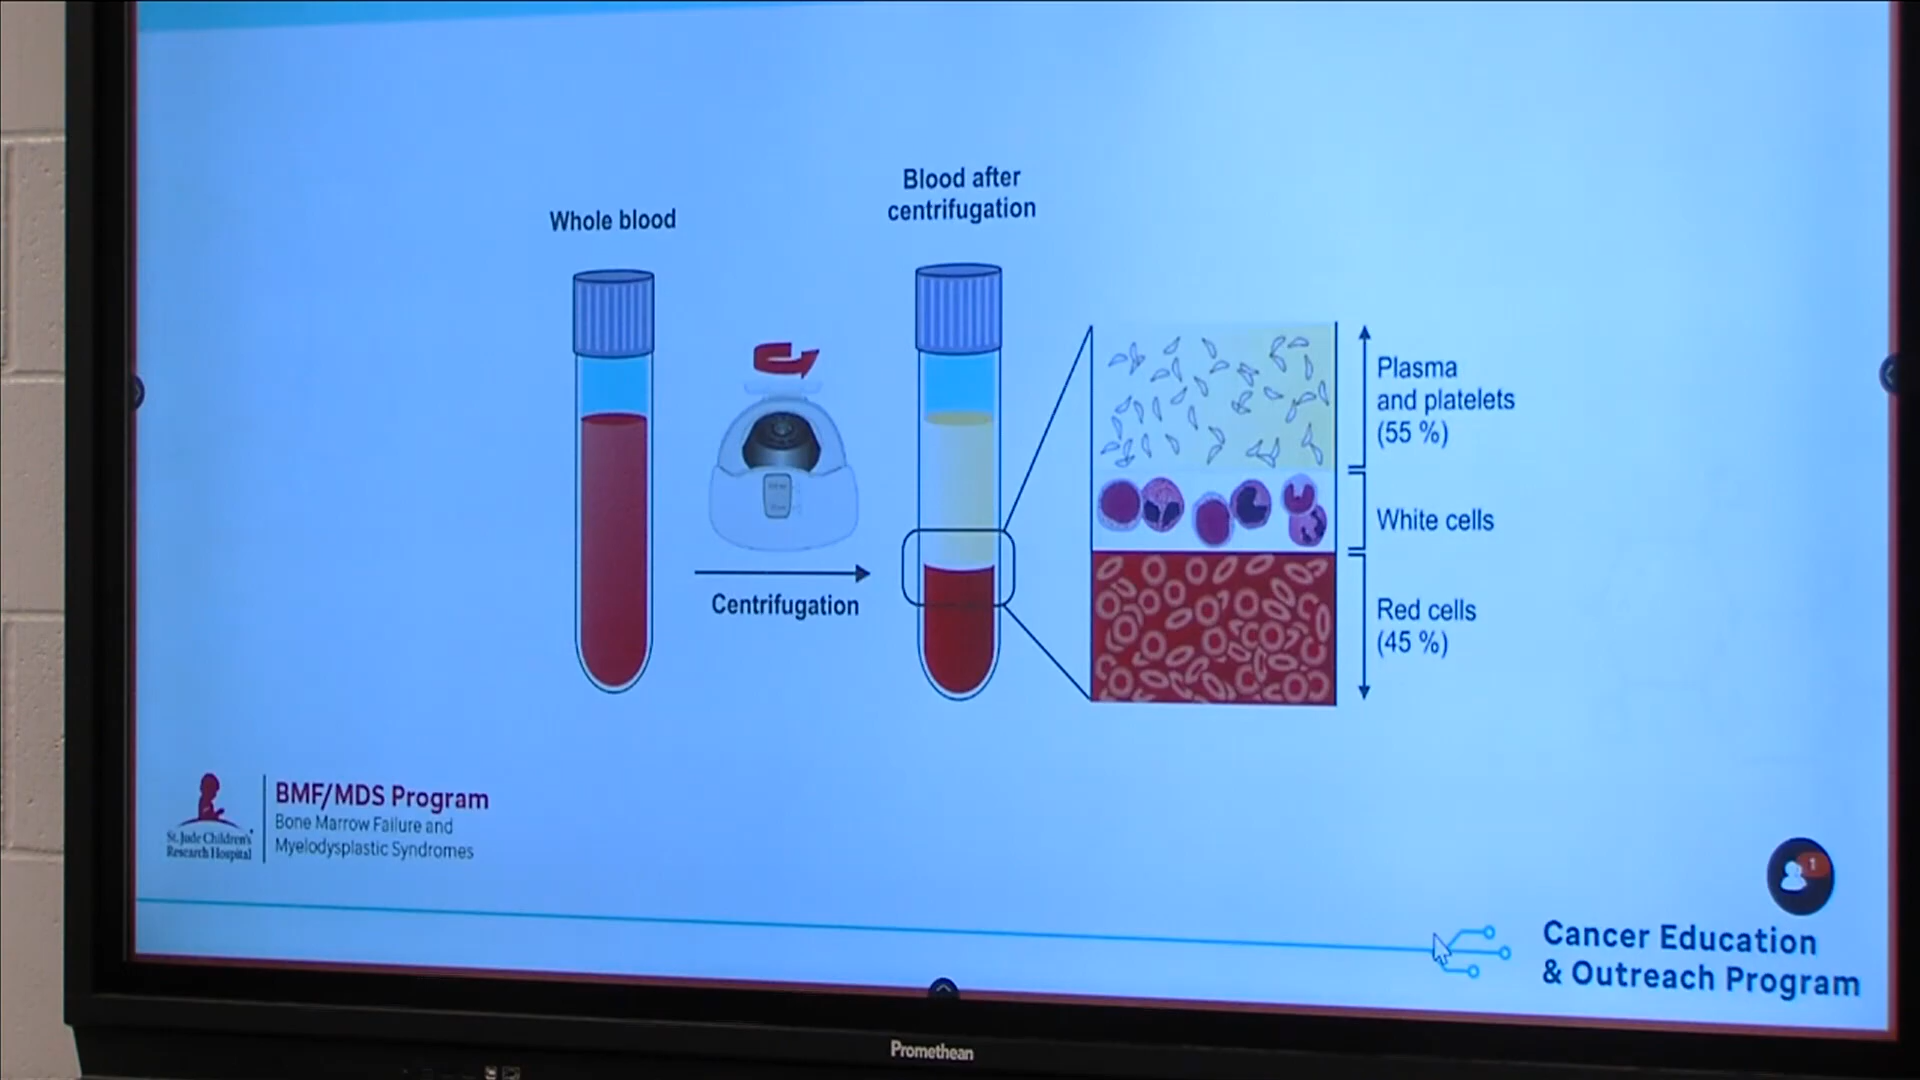 Whole blood
Blood after
centrifugation
Centrifugation
Plasma
and platelets
(55 %)
White cells
Red cells
(45 %)
St. Jude Children's
Research Hospital
BMF/MDS Program
Bone Marrow Failure and
Myelodysplastic Syndromes
1
Cancer Education
& Outreach Program
Promethean